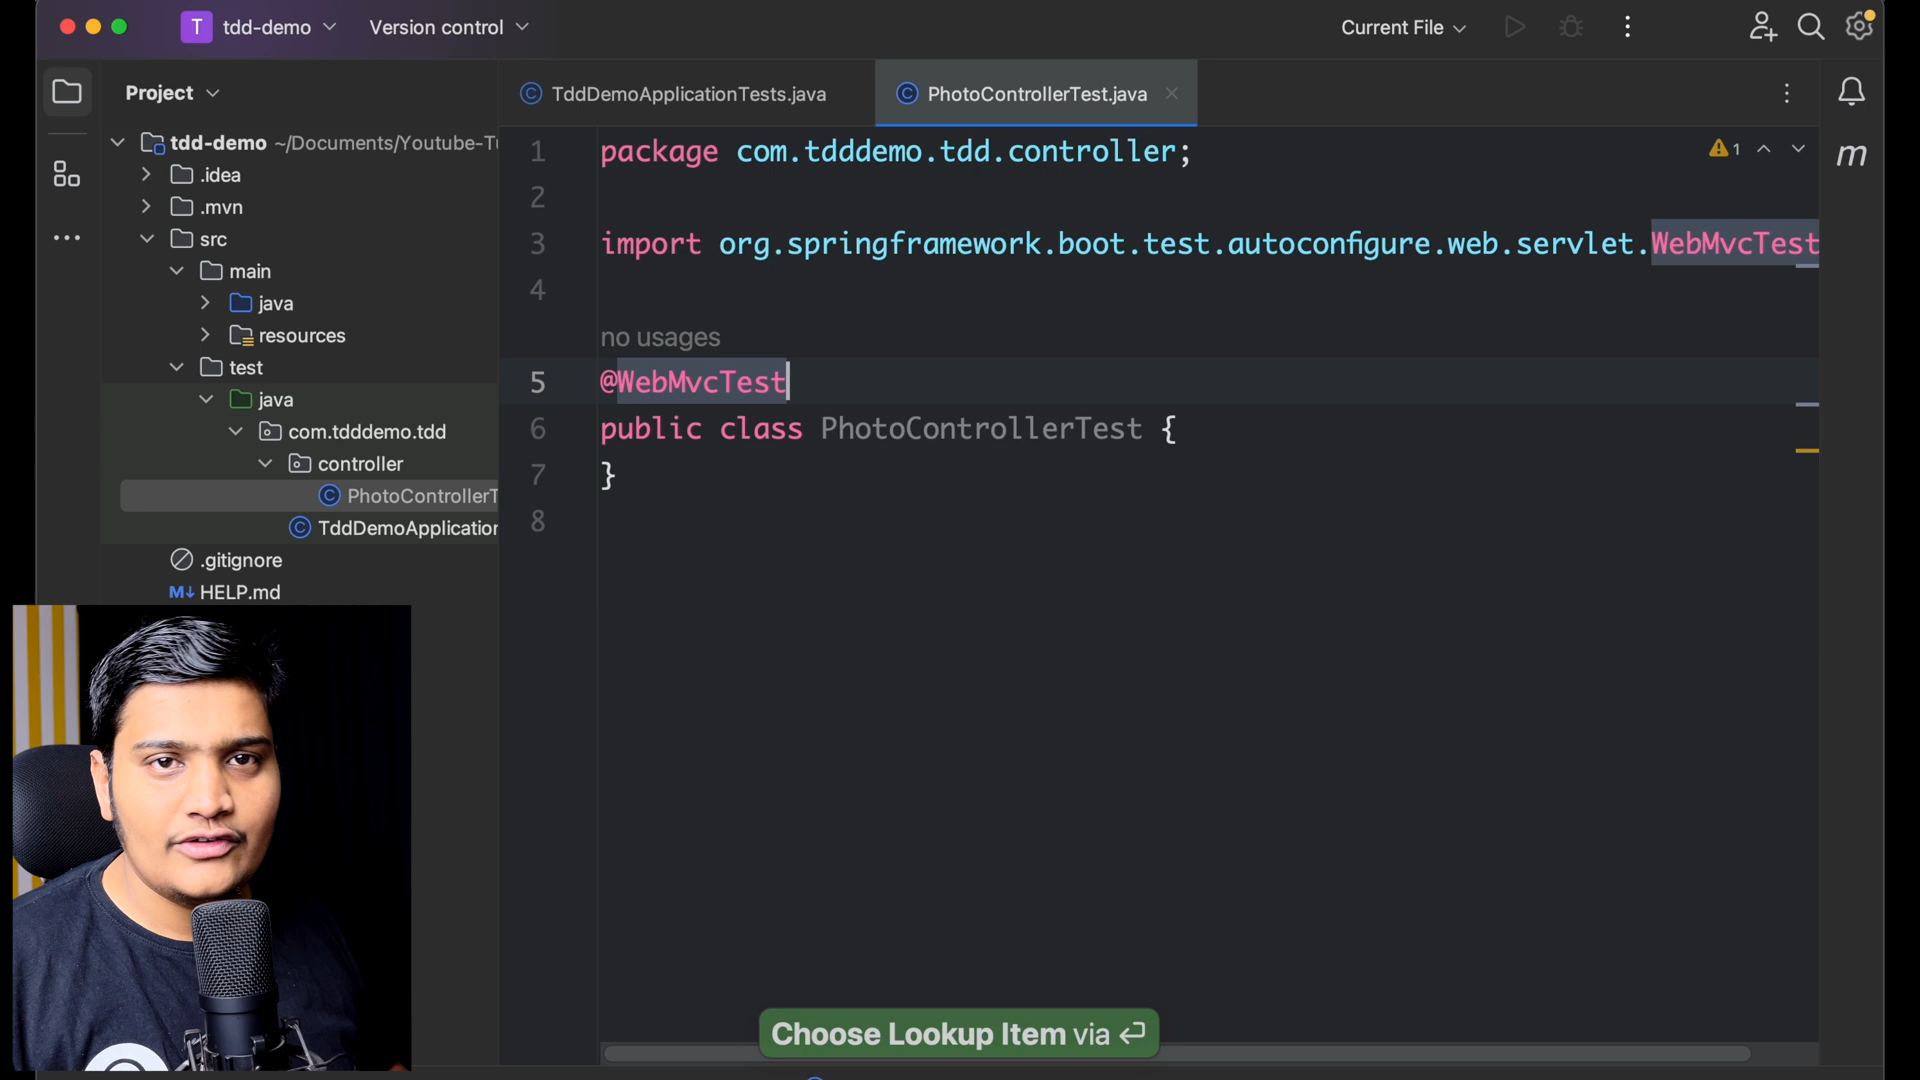 T tdd-demo Version control Current File
Project
TddDemoApplicationTests.java
PhotoControllerTest.java
tdd-demo ~/Documents/Youtube-Tu
.idea
.mvn
src
main
java
resources
test
java
com.tdddemo.tdd
controller
PhotoControllerT
TddDemoApplication
.gitignore
M↓ HELP.md
1 package com.tdddemo.tdd.controller;
2
3 import org.springframework.boot.test.autoconfigure.web.servlet.WebMvcTest
4
no usages
5 @WebMvcTest
6 public class PhotoControllerTest {
7 }
8
1
m
Choose Lookup Item via ↩